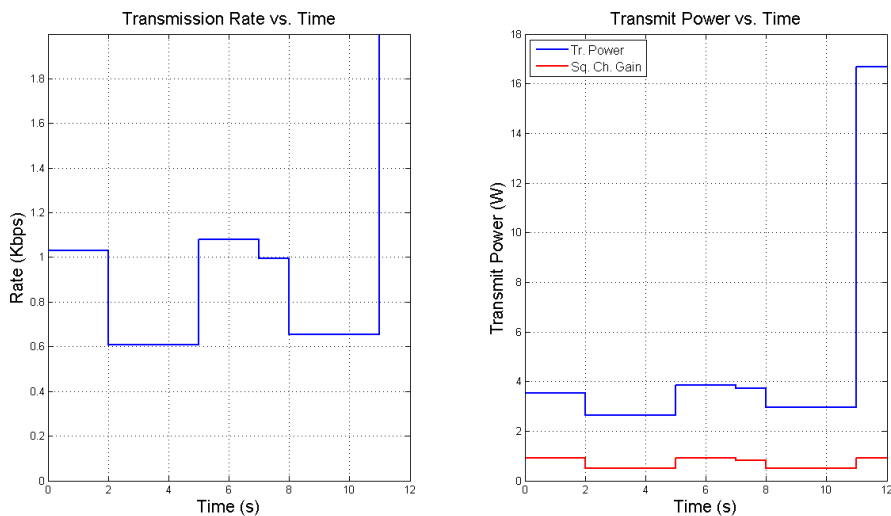 Transmission Rate vs. Time
1.8
1.6
1.4
1.2
1
0.8
0.6
0.4
0.2
0
Rate (Kbps)
0 2 4 6 8 10 12
Time (s)
Transmit Power vs. Time
Tr. Power
Sq. Ch. Gain
18
16
14
12
10
8
6
4
2
0
Transmit Power (W)
0 2 4 6 8 10 12
Time (s)